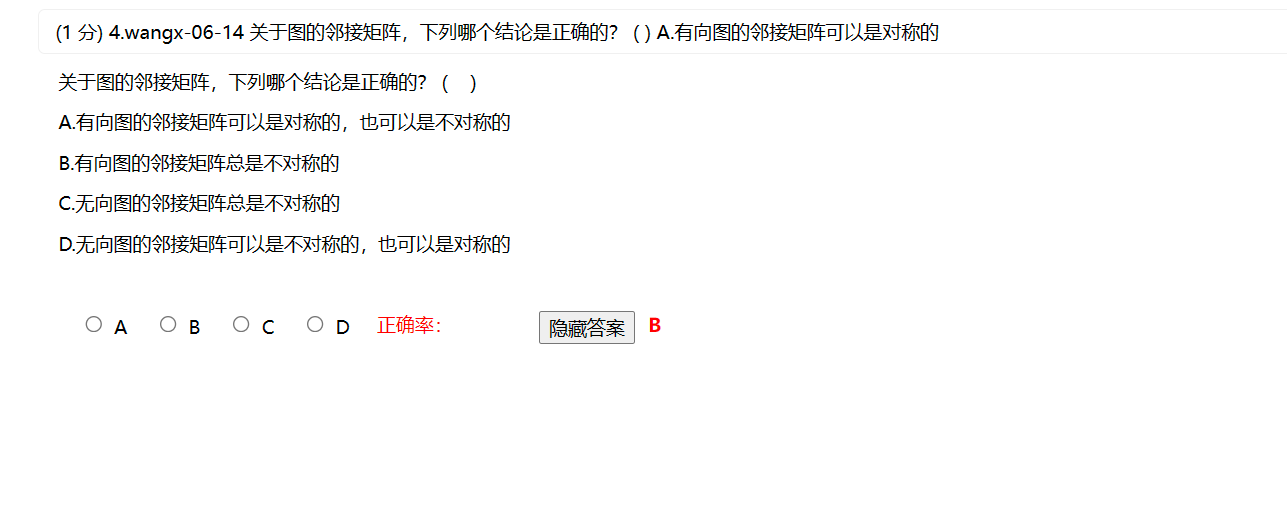 (1 分) 4.wangx-06-14 关于图的邻接矩阵，下列哪个结论是正确的？ ( ) A.有向图的邻接矩阵可以是对称的
关于图的邻接矩阵，下列哪个结论是正确的？（ ）
A.有向图的邻接矩阵可以是对称的，也可以是不对称的
B.有向图的邻接矩阵总是不对称的
C.无向图的邻接矩阵总是不对称的
D.无向图的邻接矩阵可以是不对称的，也可以是对称的
A B C D 正确率： 隐藏答案 B